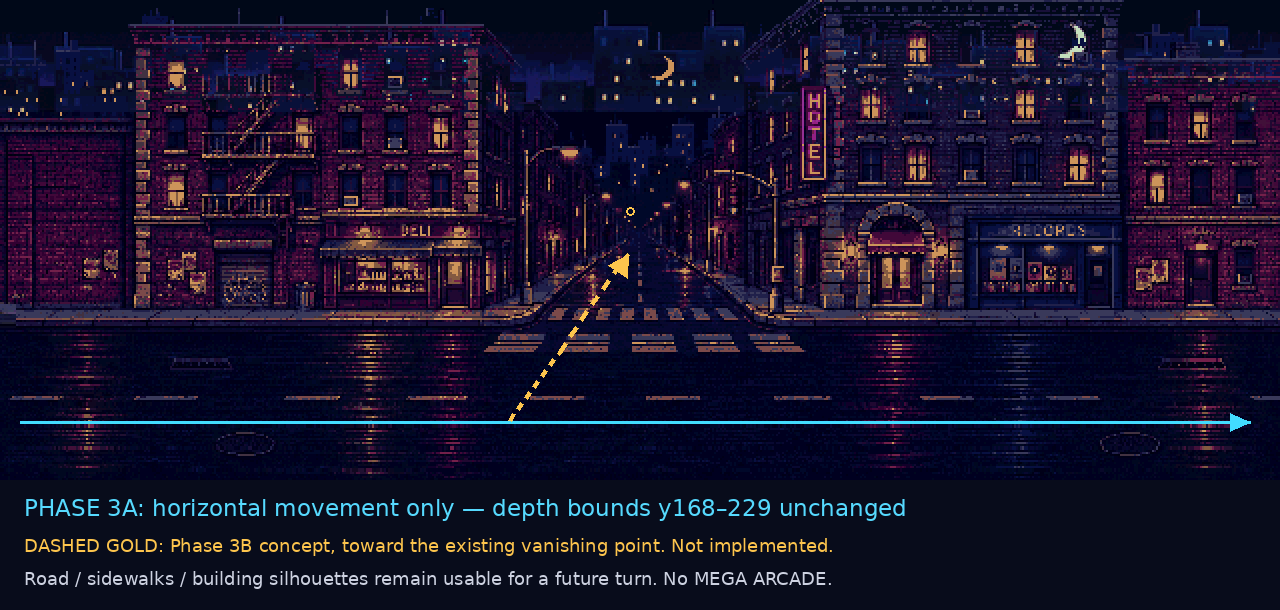 HOTEL
DELI
RECORDS
PHASE 3A: horizontal movement only — depth bounds y168–229 unchanged
DASHED GOLD: Phase 3B concept, toward the existing vanishing point. Not implemented.
Road / sidewalks / building silhouettes remain usable for a future turn. No MEGA ARCADE.